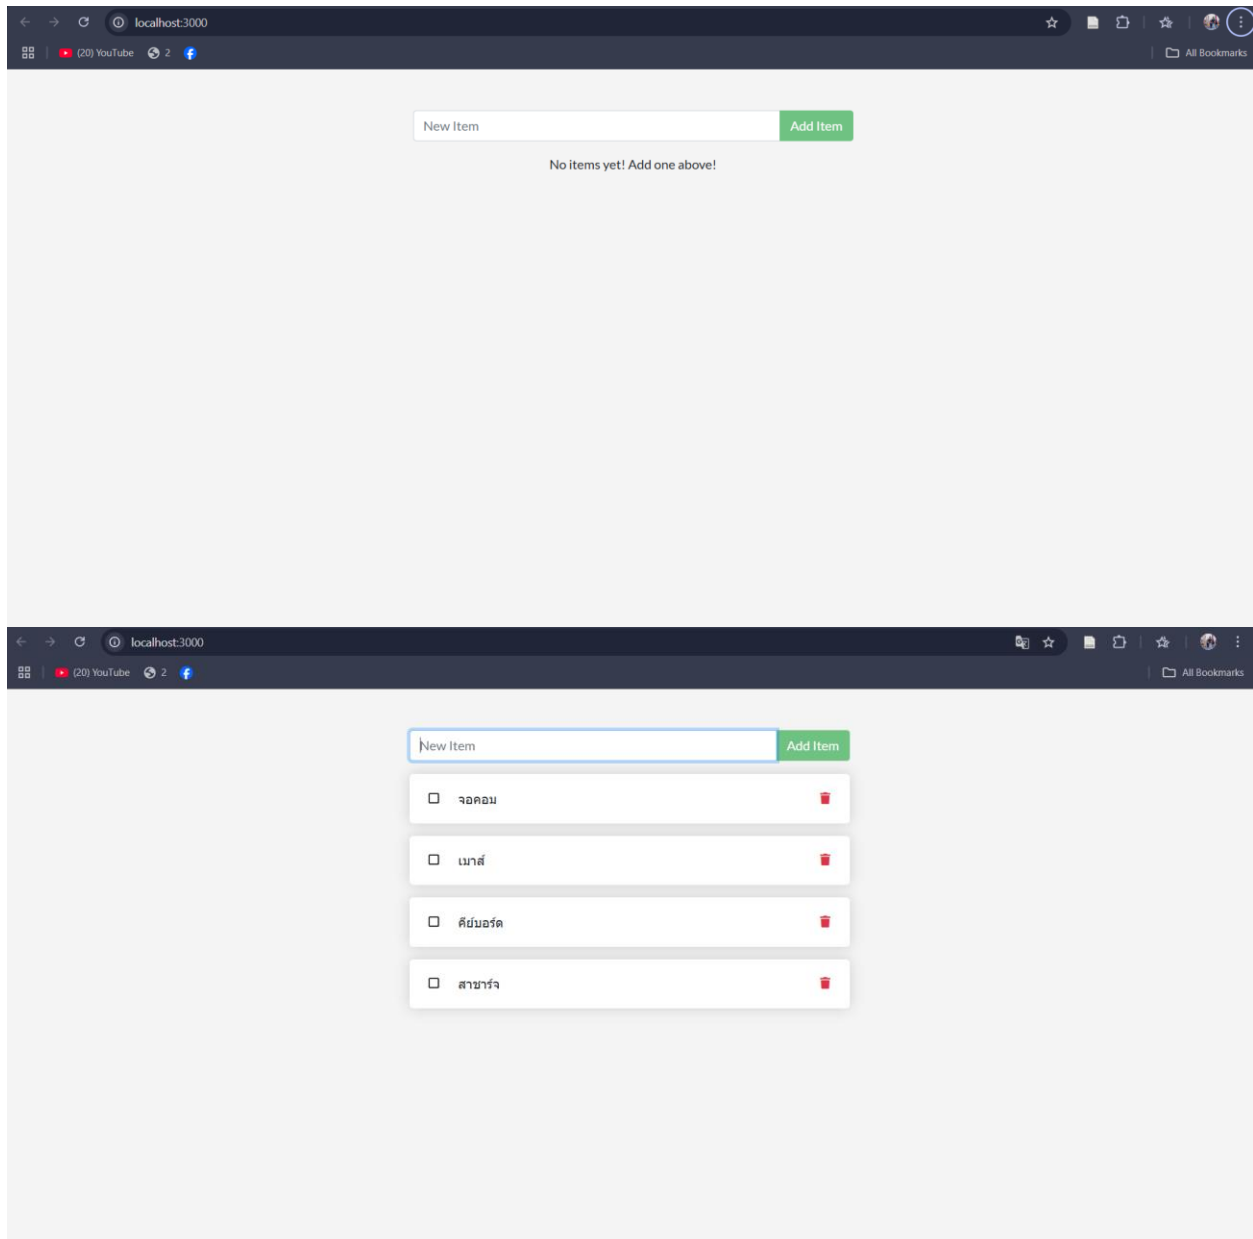 localhost:3000
(20) YouTube 2 All Bookmarks
New Item Add Item
No items yet! Add one above!
localhost:3000
(20) YouTube 2 All Bookmarks
New Item Add Item
จอคอม
เมาส์
คีย์บอร์ด
สาชาร์จ